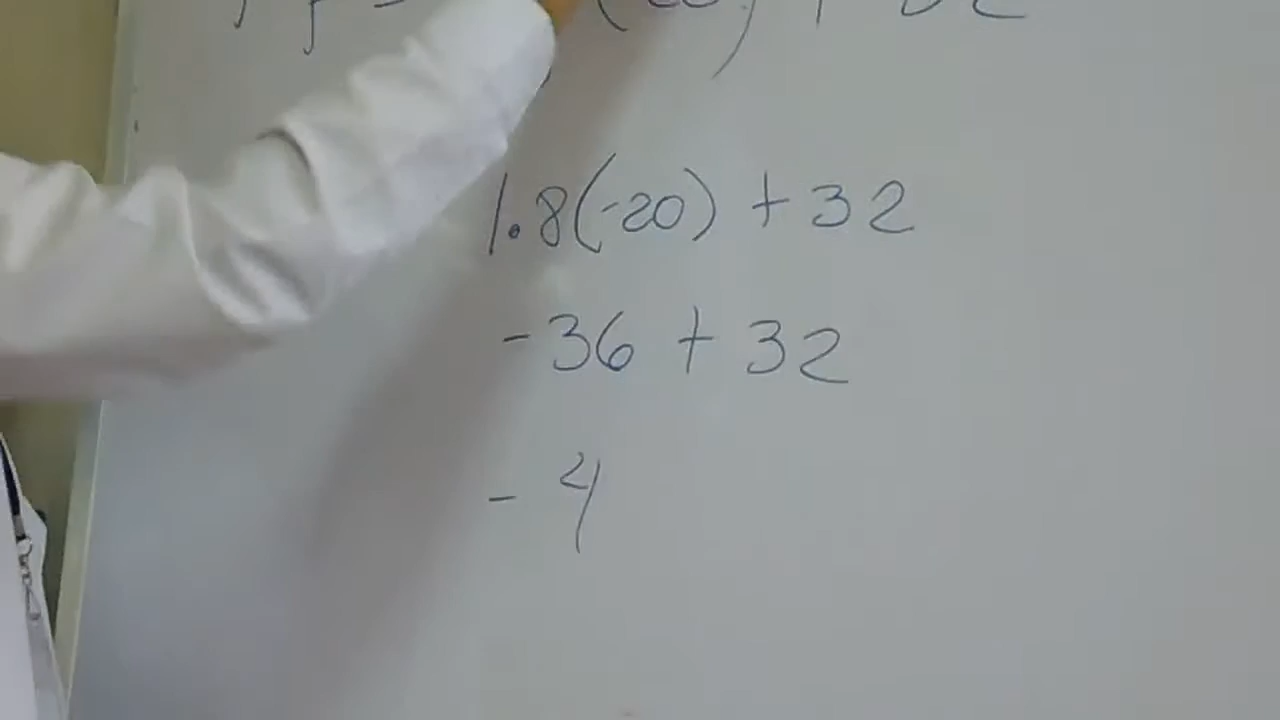 1.8(-20) + 32
-36 + 32
- 4